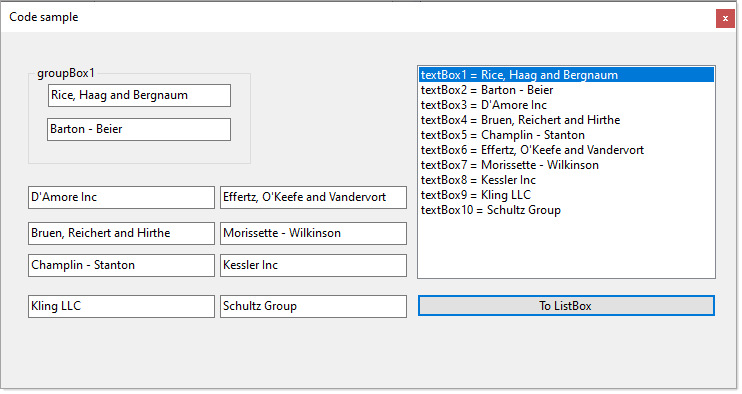 Code sample
x
groupBox1
Rice, Haag and Bergnaum
Barton - Beier
D'Amore Inc
Effertz, O'Keefe and Vandervort
Bruen, Reichert and Hirthe
Morissette - Wilkinson
Champlin - Stanton
Kessler Inc
Kling LLC
Schultz Group
textBox1 = Rice, Haag and Bergnaum
textBox2 = Barton - Beier
textBox3 = D'Amore Inc
textBox4 = Bruen, Reichert and Hirthe
textBox5 = Champlin - Stanton
textBox6 = Effertz, O'Keefe and Vandervort
textBox7 = Morissette - Wilkinson
textBox8 = Kessler Inc
textBox9 = Kling LLC
textBox10 = Schultz Group
To ListBox